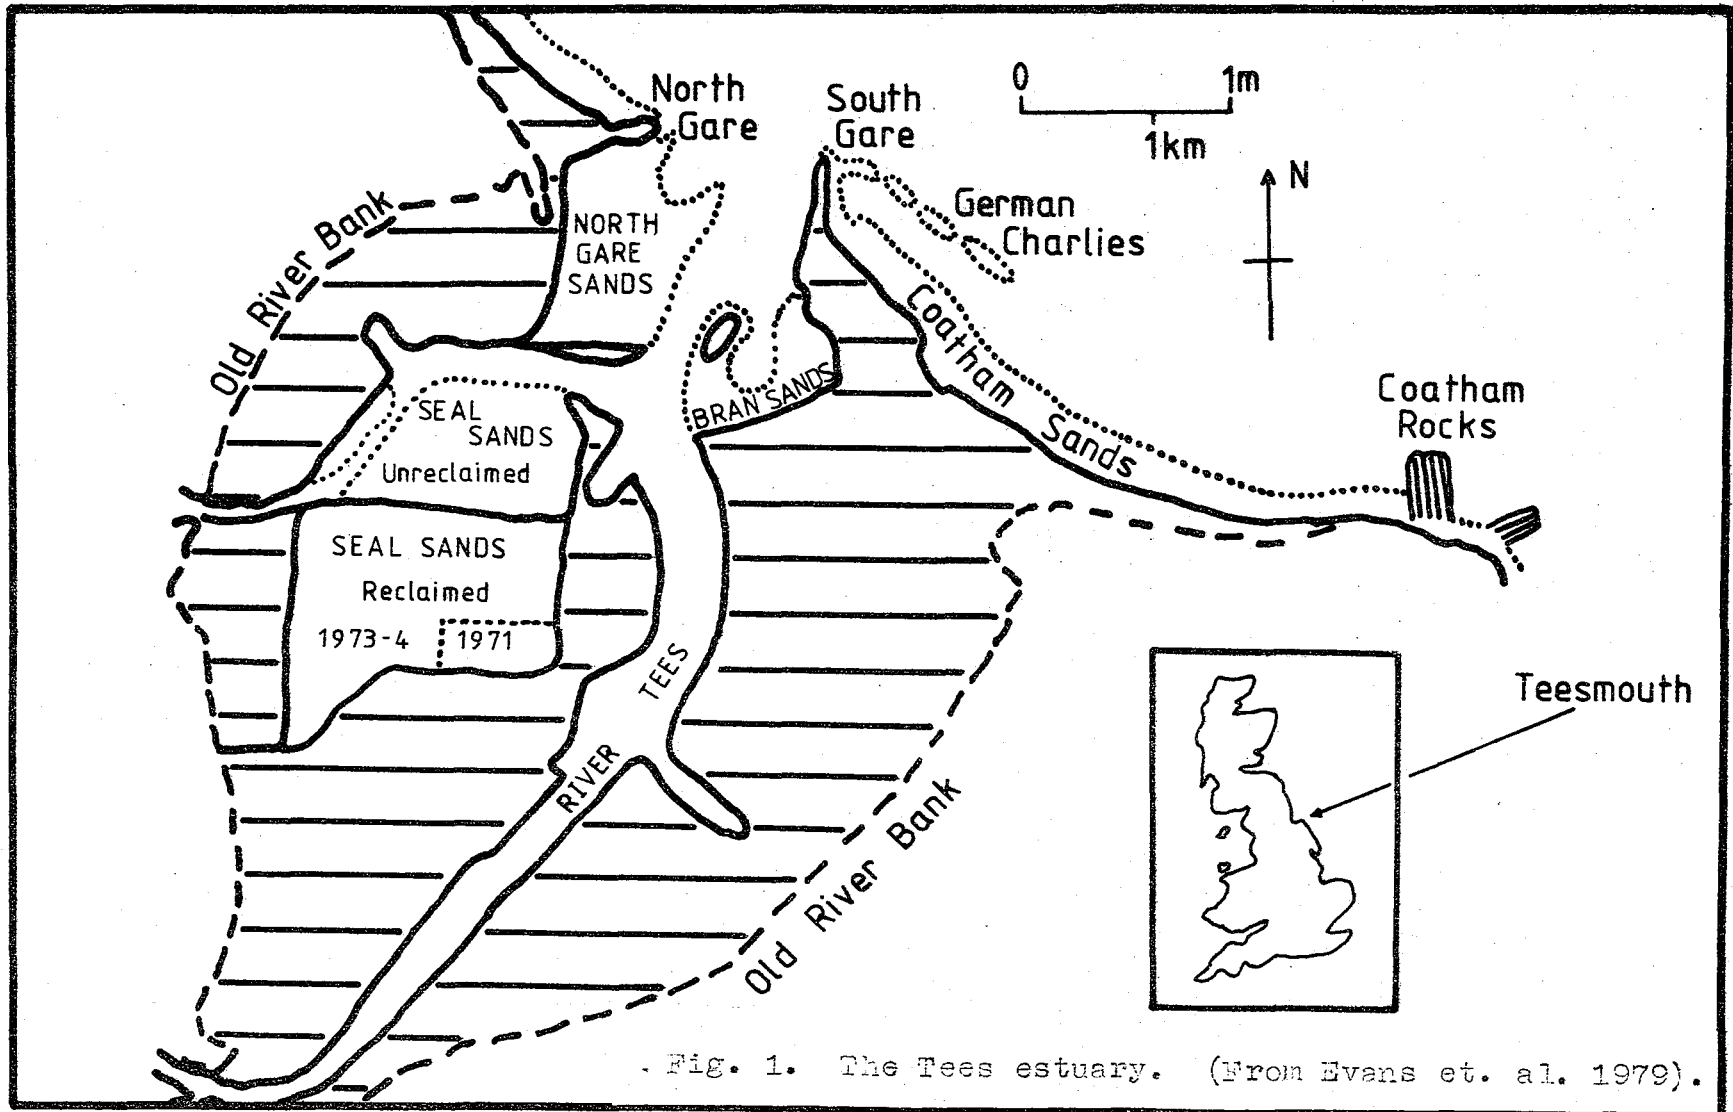 North
Gare
South
Gare
0 1m
1km
N
German
Charlies
Old River Bank
NORTH
GARE
SANDS
Coatham Sands
Coatham
Rocks
SEAL
SANDS
Unreclaimed
BRAN SANDS
SEAL SANDS
Reclaimed
1973-4
1971
RIVER TEES
Teesmouth
Old River Bank
Fig. 1. The Tees estuary. (From Evans et. al. 1979).